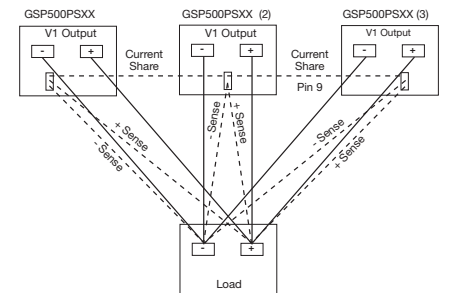 GSP500PSXX
GSP500PSXX (2)
GSP500PSXX (3)
V1 Output
V1 Output
V1 Output
- +
- +
- +
Current
Share
Current
Share
Pin 9
+ Sense
- Sense
- Sense
+ Sense
- Sense
+ Sense
- +
Load